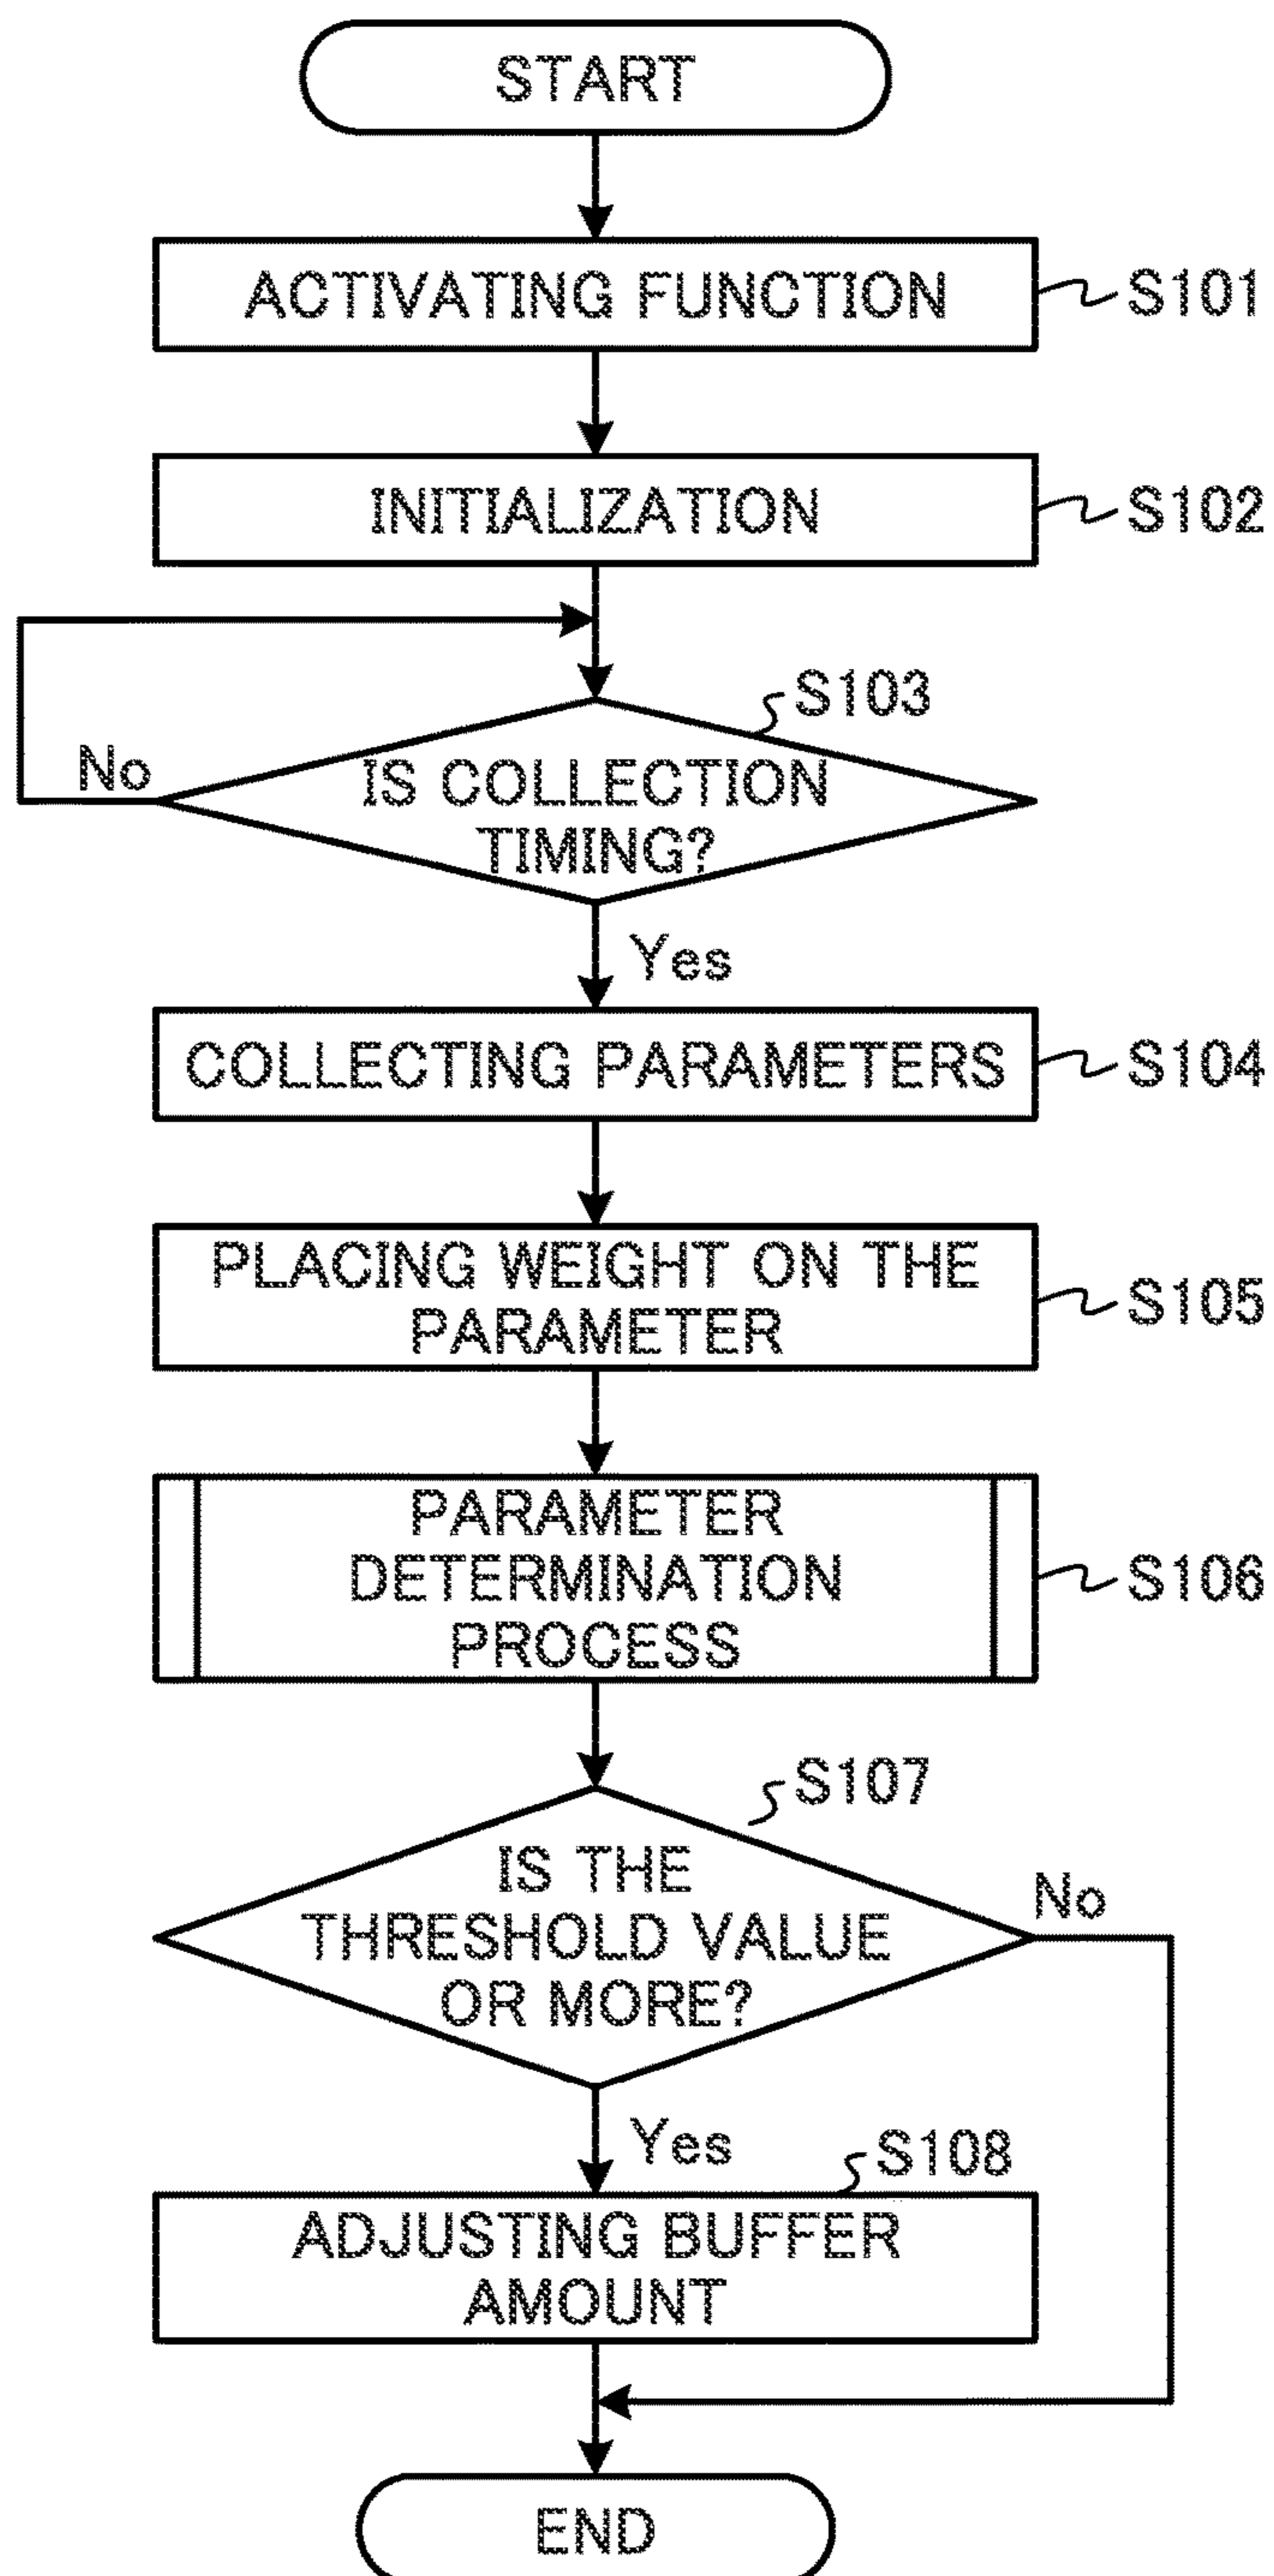 START
ACTIVATING FUNCTION
S101
INITIALIZATION
S102
S103
No
IS COLLECTION
TIMING?
Yes
COLLECTING PARAMETERS
S104
PLACING WEIGHT ON THE
PARAMETER
S105
PARAMETER
DETERMINATION
PROCESS
S106
S107
IS THE
THRESHOLD VALUE
OR MORE?
No
Yes
S108
ADJUSTING BUFFER
AMOUNT
END